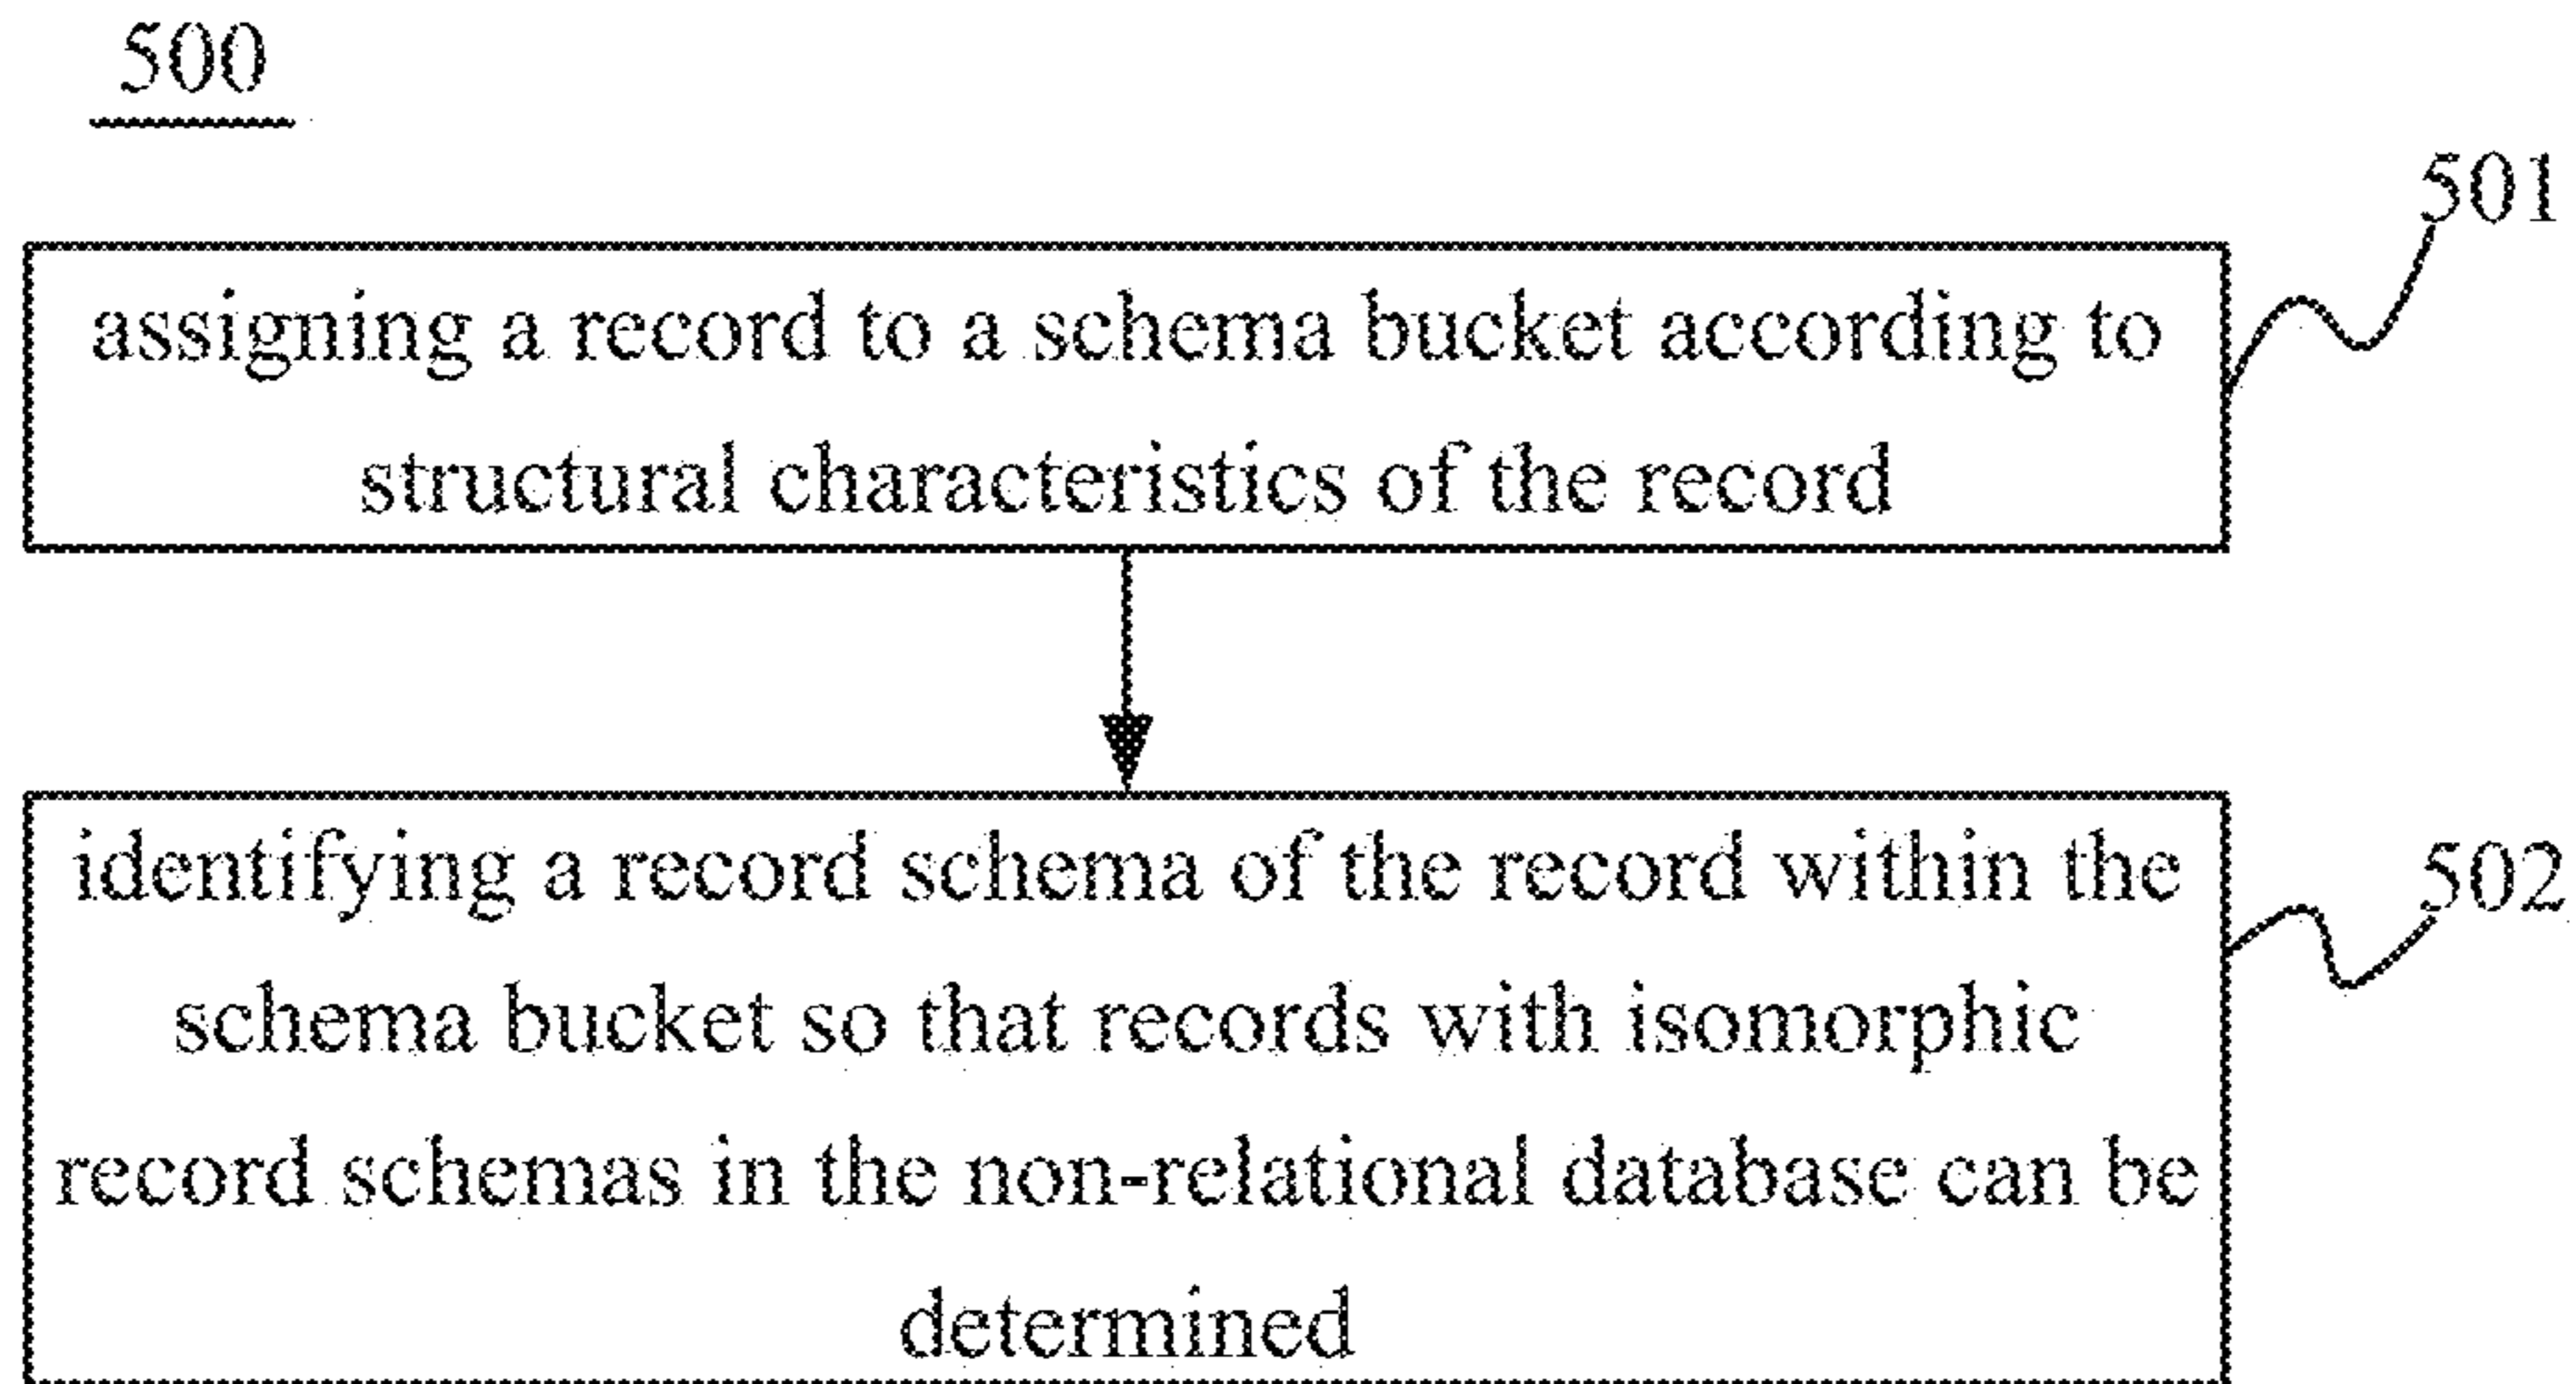 500
501
assigning a record to a schema bucket according to
structural characteristics of the record
identifying a record schema of the record within the
502
schema bucket so that records with isomorphic
record schemas in the non-relational database can be
determined